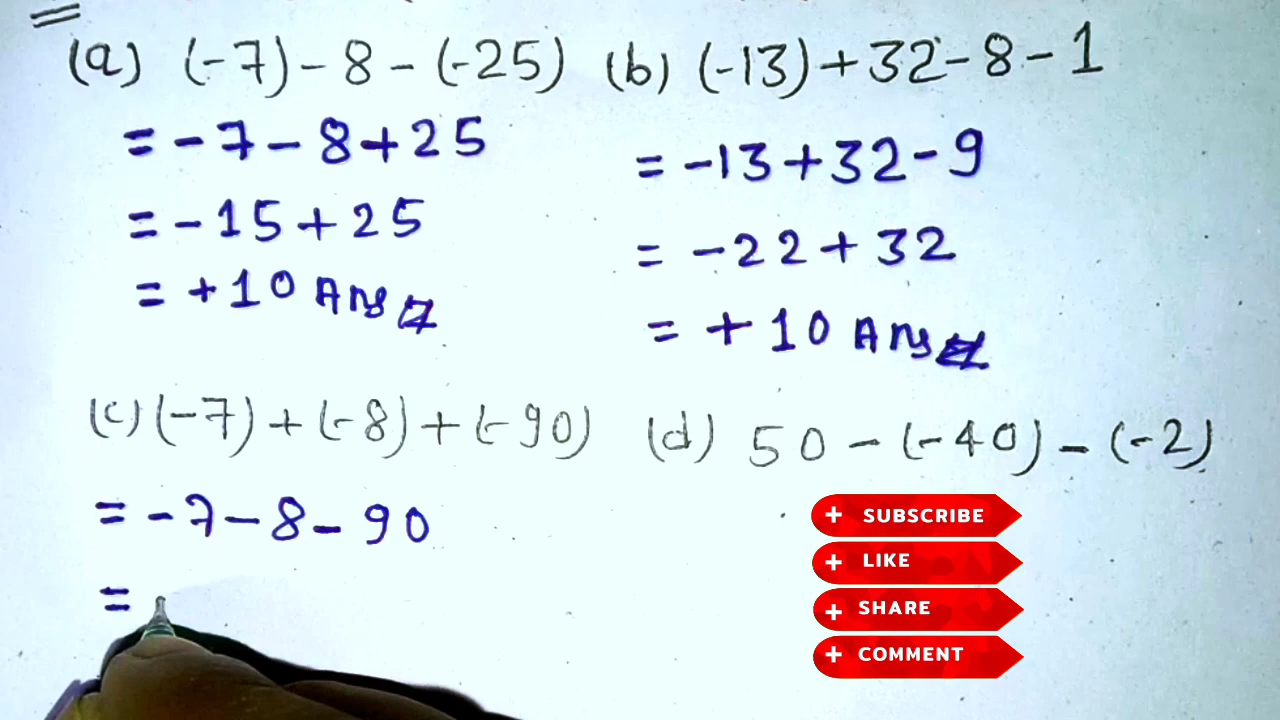 (a) (-7) - 8 - (-25)
= -7 - 8 + 25
= -15 + 25
= +10 Ans
(b) (-13) + 32 - 8 - 1
= -13 + 32 - 9
= -22 + 32
= +10 Ans
(c) (-7) + (-8) + (-90)
= -7 - 8 - 90
=
(d) 50 - (-40) - (-2)
+ SUBSCRIBE
+ LIKE
+ SHARE
+ COMMENT